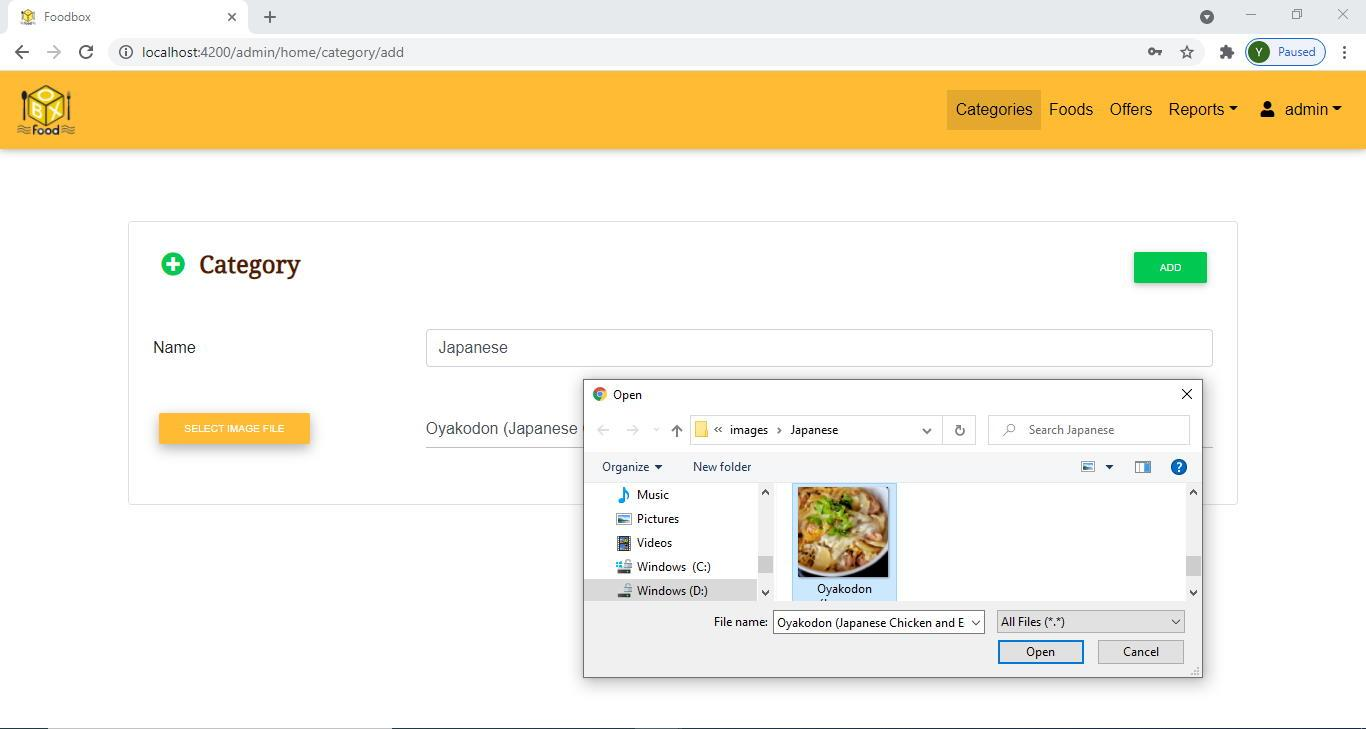 Foodbox
localhost:4200/admin/home/category/add
Y Paused
OBX
Food
Categories Foods Offers Reports admin
Category
ADD
Name Japanese
SELECT IMAGE FILE Oyakodon (Japanese
Open
« images › Japanese
Search Japanese
Organize New folder
?
Music
Pictures
Videos
Windows (C:)
Windows (D:)
Oyakodon
File name: Oyakodon (Japanese Chicken and E
All Files (*.*)
Open Cancel